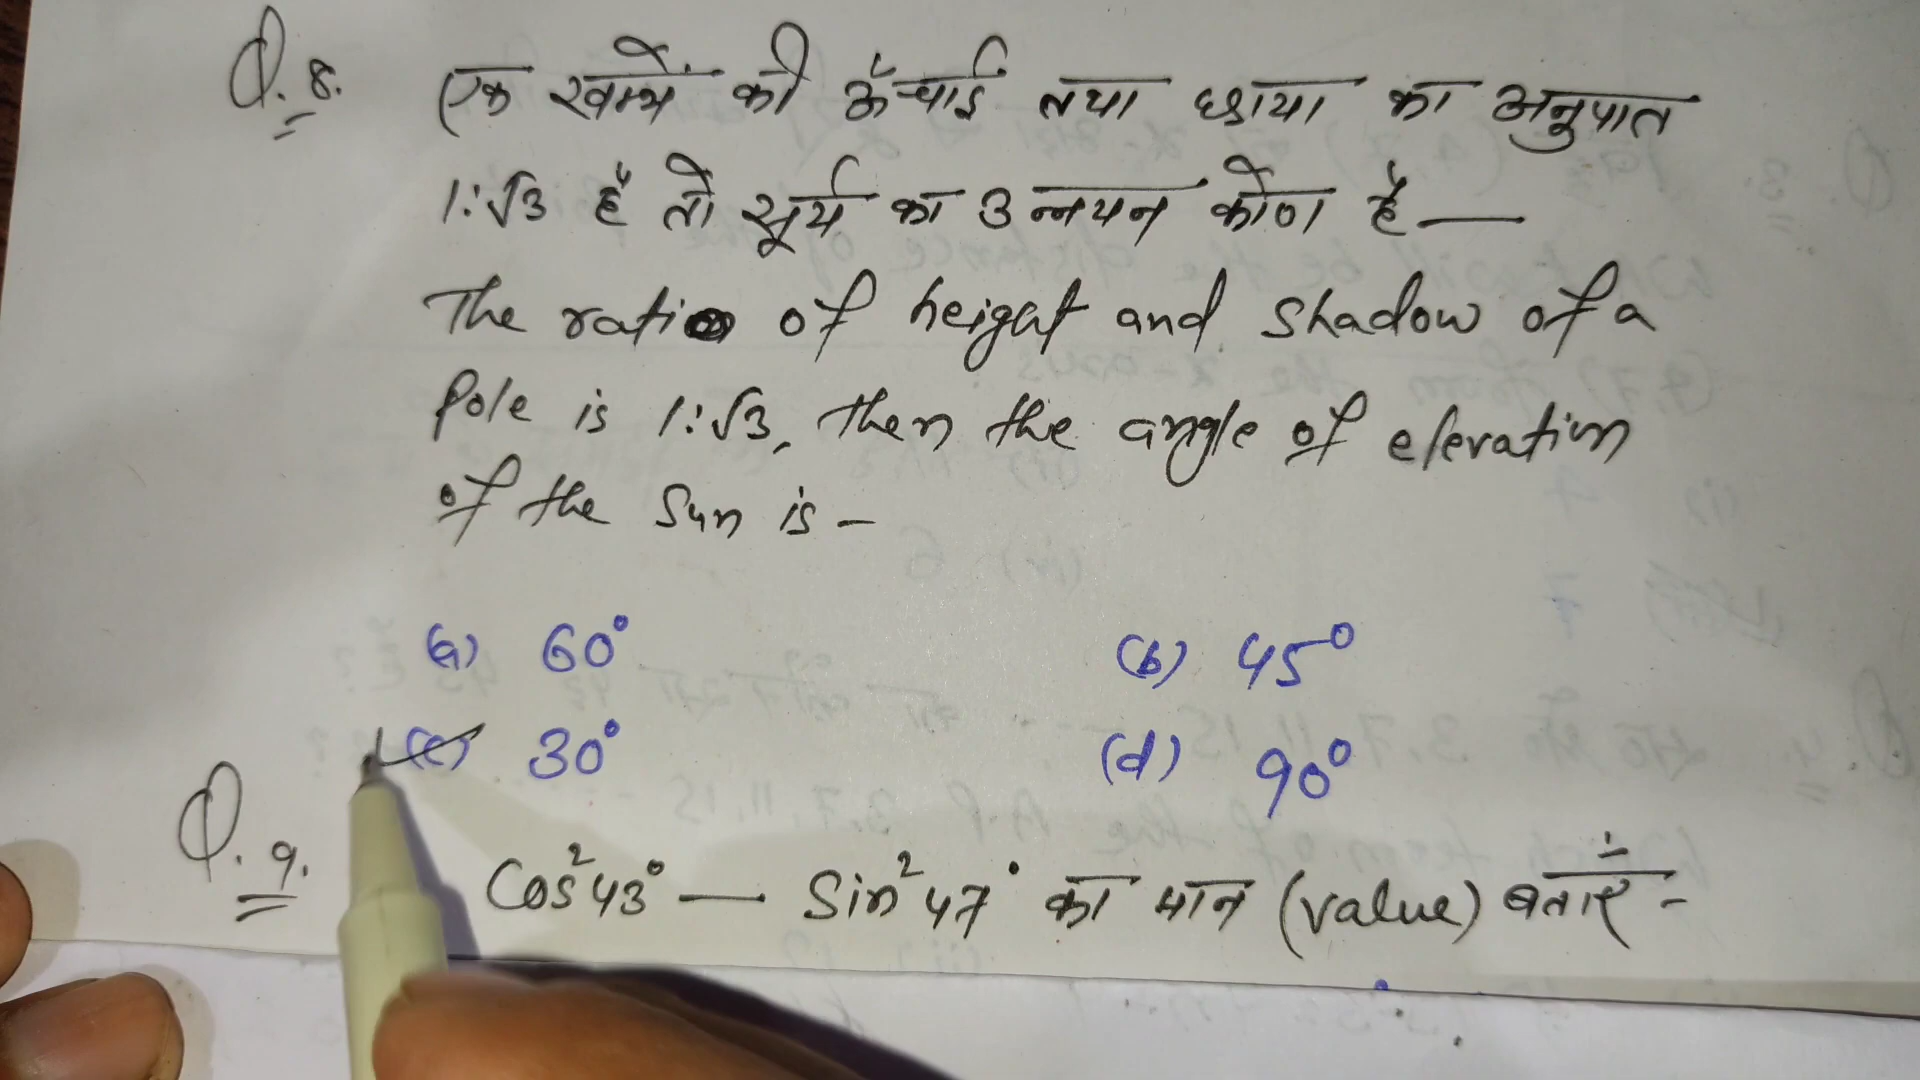 Q.8. एक खम्भे की ऊँचाई तथा छाया का अनुपात
1:√3 है तो सूर्य का उन्नयन कोण है —
The ratio of height and shadow of a
Pole is 1:√3, then the angle of elevation
of the Sun is -
(a) 60° (b) 45°
(c) 30° (d) 90°
Q.9. Cos²43° — Sin²47° का मान (value) बताएं -